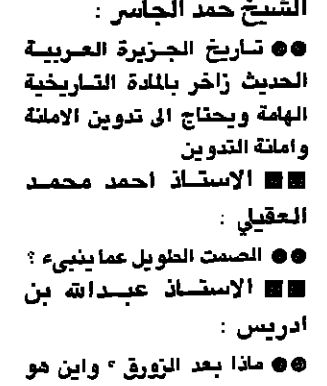 الشيخ حمد الجاسر :
●● تاريخ الجزيرة العربية
الحديث زاخر بالمادة التاريخية
الهامة ويحتاج الى تدوين الامانة
وامانة التدوين
■■ الاستاذ احمد محمد
العقيلي :
●● الصمت الطويل عما ينبىء ؟
■■ الاستاذ عبدالله بن
ادريس :
●● ماذا بعد الزورق ؟ واين هو